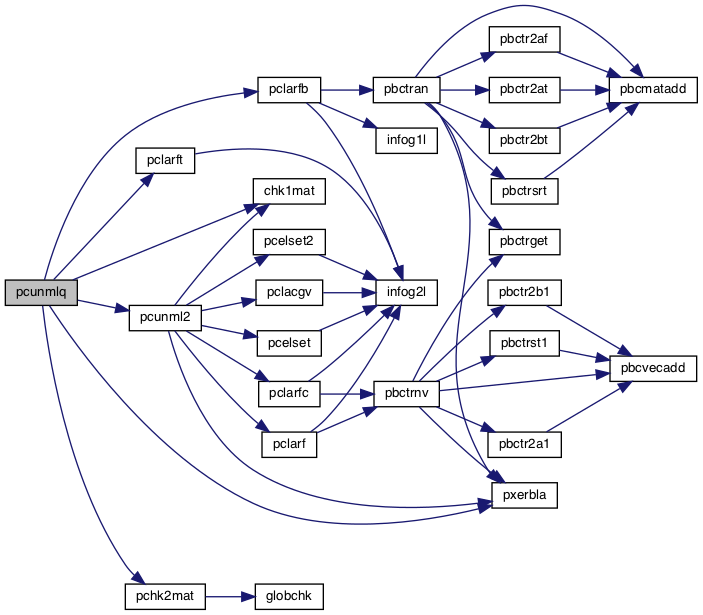 pbctr2af
pclarfb
pbctran
pbctr2at
pbcmatadd
infog1l
pbctr2bt
pclarft
chk1mat
pbctrsrt
pcelset2
pbctrget
pcunmlq
pclacgv
infog2l
pbctr2b1
pcunml2
pcelset
pbctrst1
pbcvecadd
pclarfc
pbctrnv
pclarf
pbctr2a1
pxerbla
pchk2mat
globchk